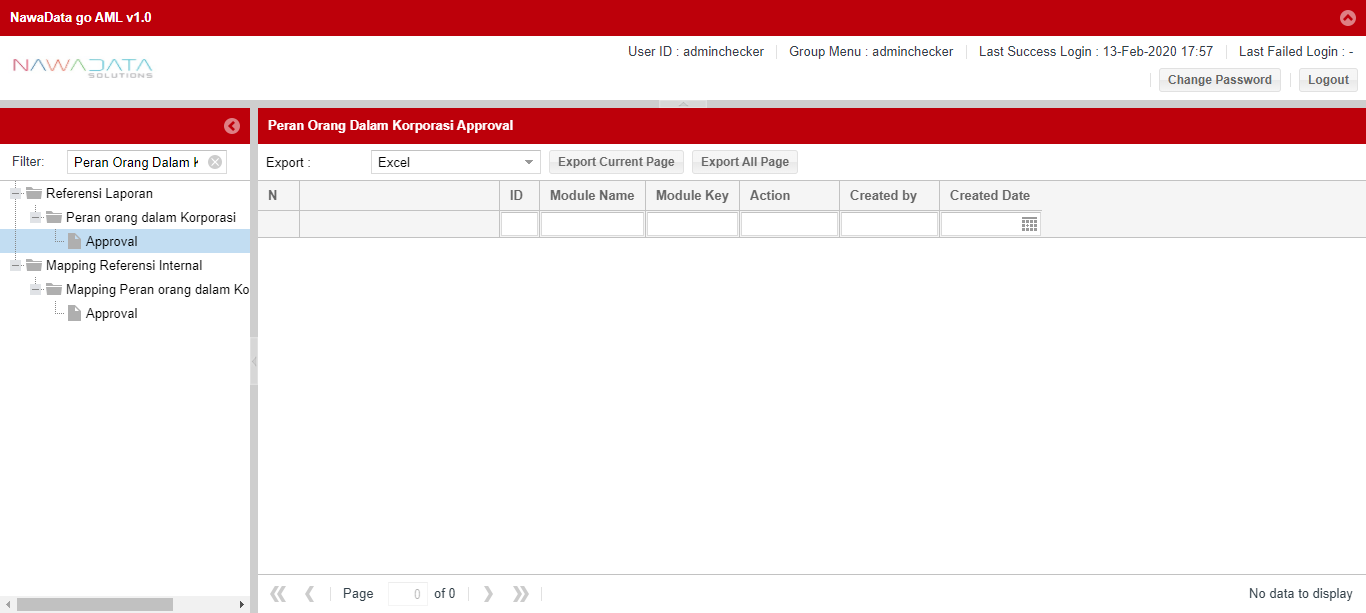 NawaData go AML v1.0
User ID : adminchecker Group Menu : adminchecker Last Success Login : 13-Feb-2020 17:57 Last Failed Login : -
NAWADATA
SOLUTIONS
Change Password Logout
Peran Orang Dalam Korporasi Approval
Filter: Peran Orang Dalam
Export : Excel Export Current Page Export All Page
Referensi Laporan
Peran orang dalam Korporasi
Approval
Mapping Referensi Internal
Mapping Peran orang dalam Ko
Approval
N ID Module Name Module Key Action Created by Created Date
Page 0 of 0 No data to display